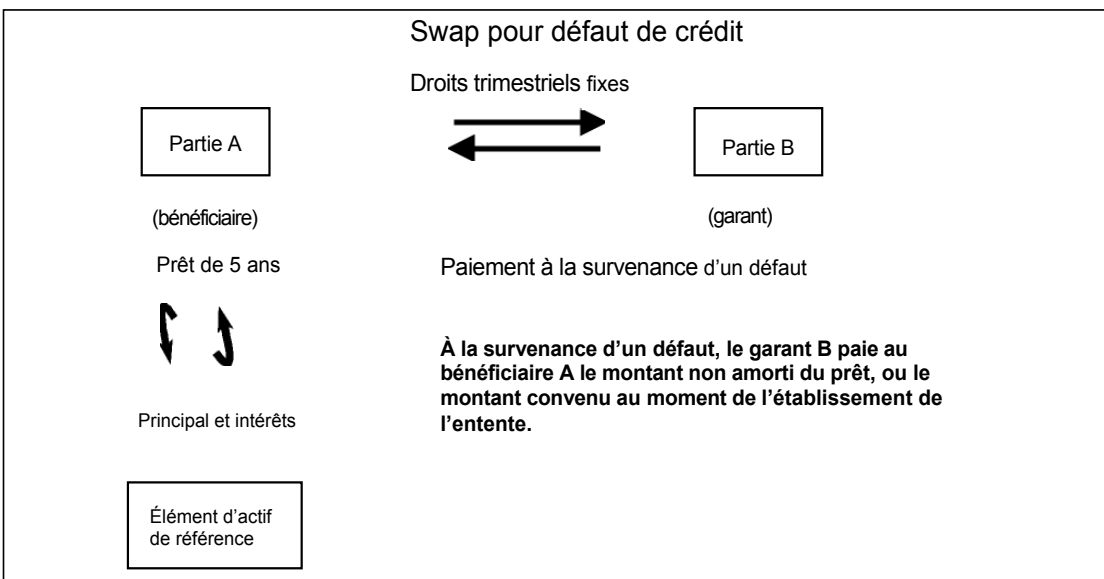 Swap pour défaut de crédit
Droits trimestriels fixes
Partie A
Partie B
(bénéficiaire)
(garant)
Prêt de 5 ans
Paiement à la survenance d'un défaut
À la survenance d'un défaut, le garant B paie au
bénéficiaire A le montant non amorti du prêt, ou le
montant convenu au moment de l'établissement de
l'entente.
Principal et intérêts
Élément d'actif
de référence